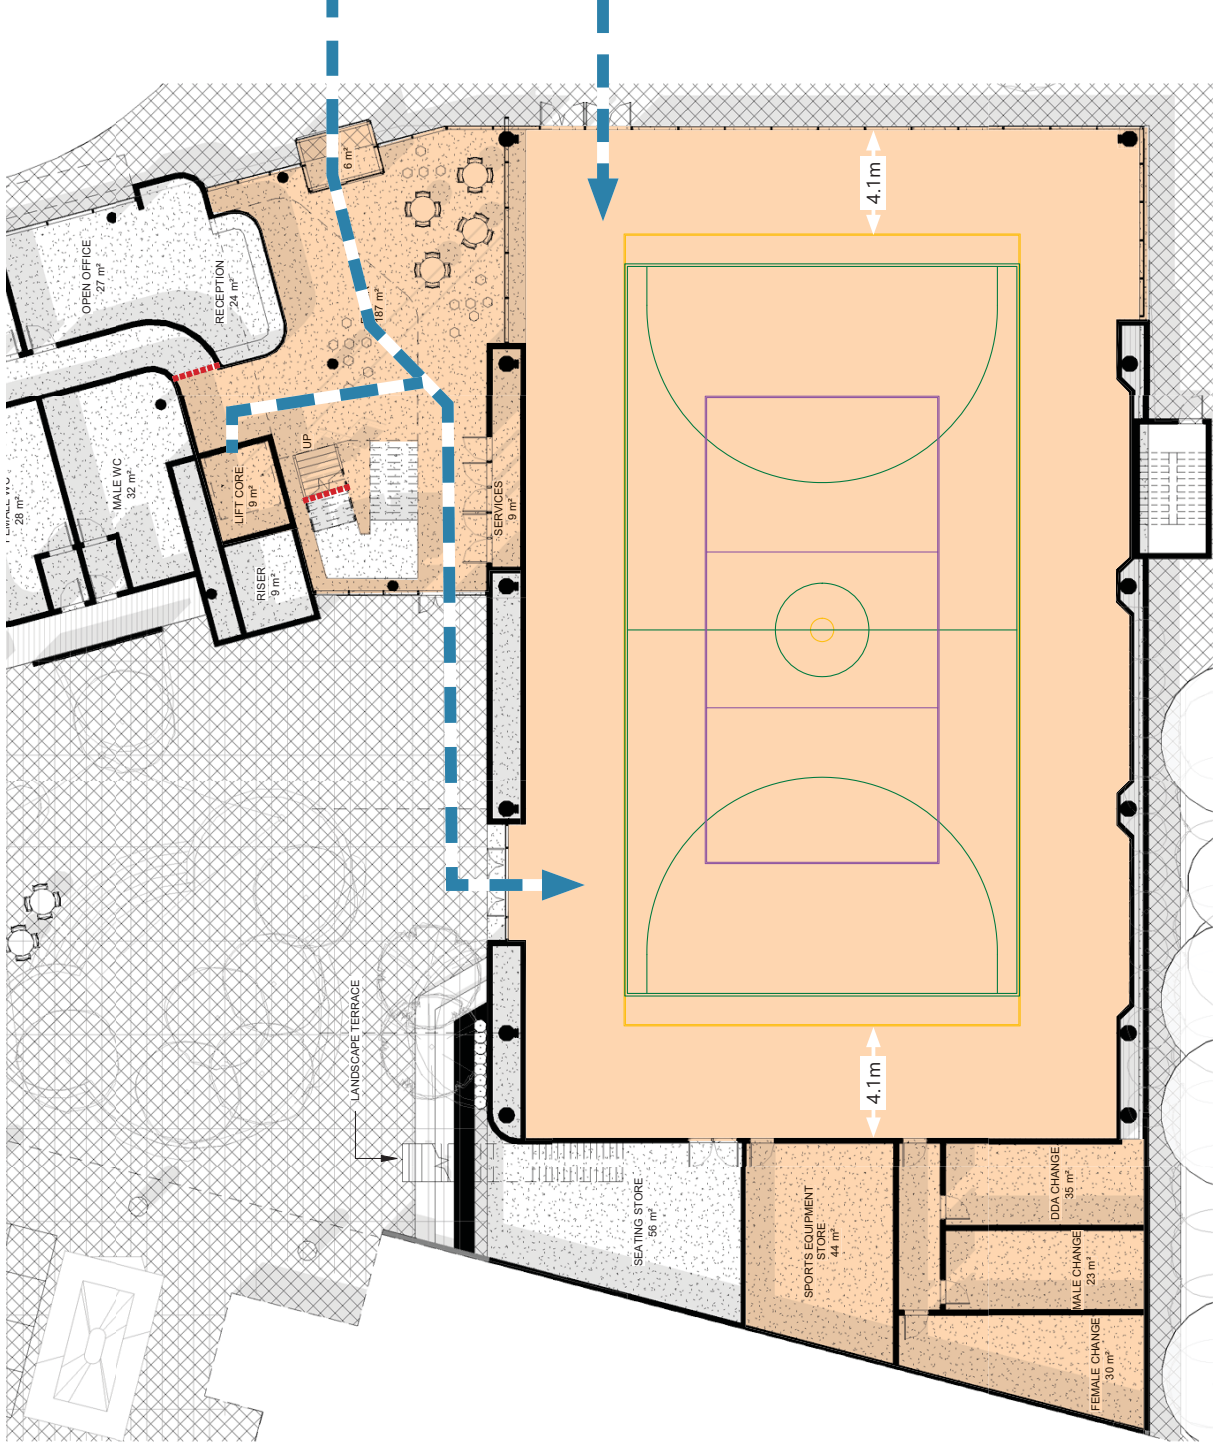 6 m²
OPEN OFFICE
27 m²
RECEPTION
24 m²
187 m²
4.1m
28 m²
MALE WC
32 m²
UP
LIFT CORE
9 m²
SERVICES
9 m²
RISER
9 m²
LANDSCAPE TERRACE
4.1m
SEATING STORE
56 m²
SPORTS EQUIPMENT
STORE
44 m²
DDA CHANGE
35 m²
MALE CHANGE
23 m²
FEMALE CHANGE
30 m²